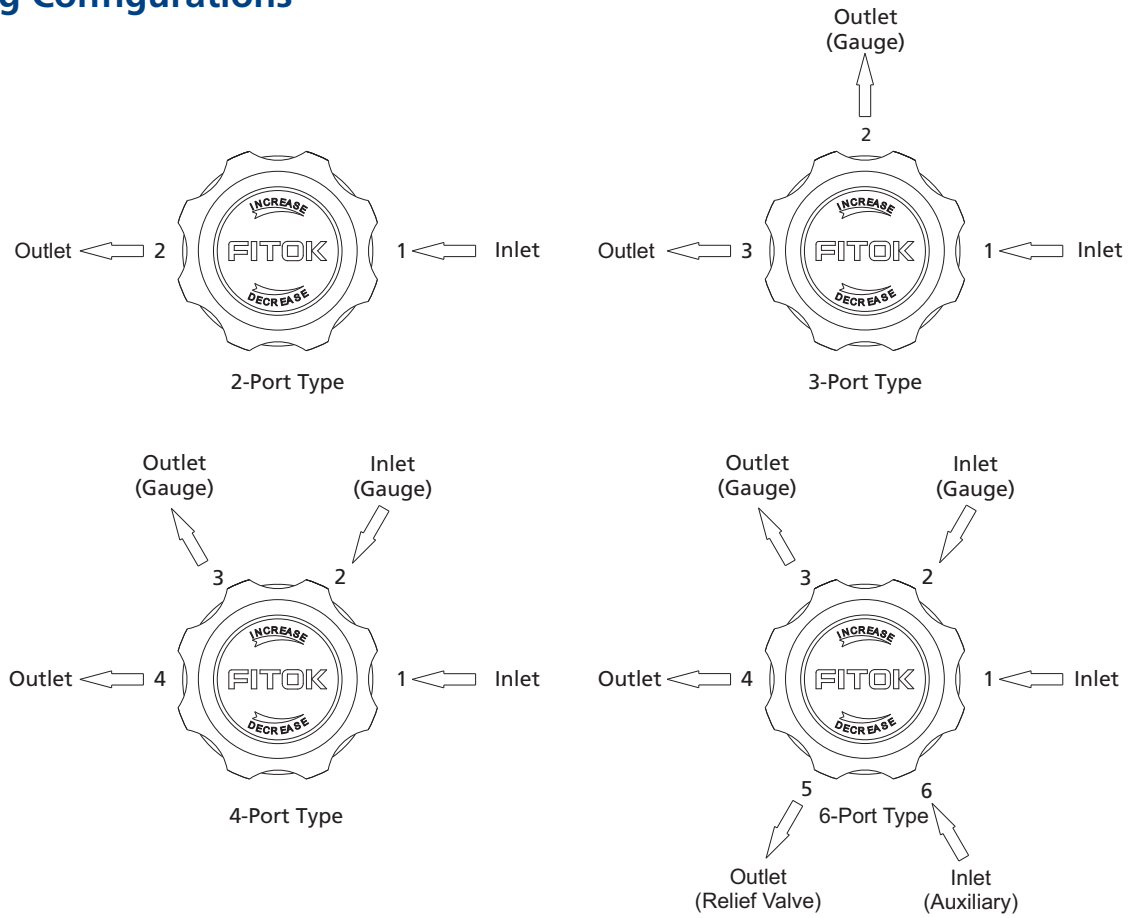 g Configurations
INCREASE
FITOK
DECREASE
Outlet
2
1
Inlet
2-Port Type
Outlet
(Gauge)
2
INCREASE
FITOK
DECREASE
Outlet
3
1
Inlet
3-Port Type
Outlet
(Gauge)
Inlet
(Gauge)
3
2
INCREASE
FITOK
DECREASE
Outlet
4
1
Inlet
4-Port Type
Outlet
(Gauge)
Inlet
(Gauge)
3
2
INCREASE
FITOK
DECREASE
Outlet
4
1
Inlet
5
6
6-Port Type
Outlet
(Relief Valve)
Inlet
(Auxiliary)